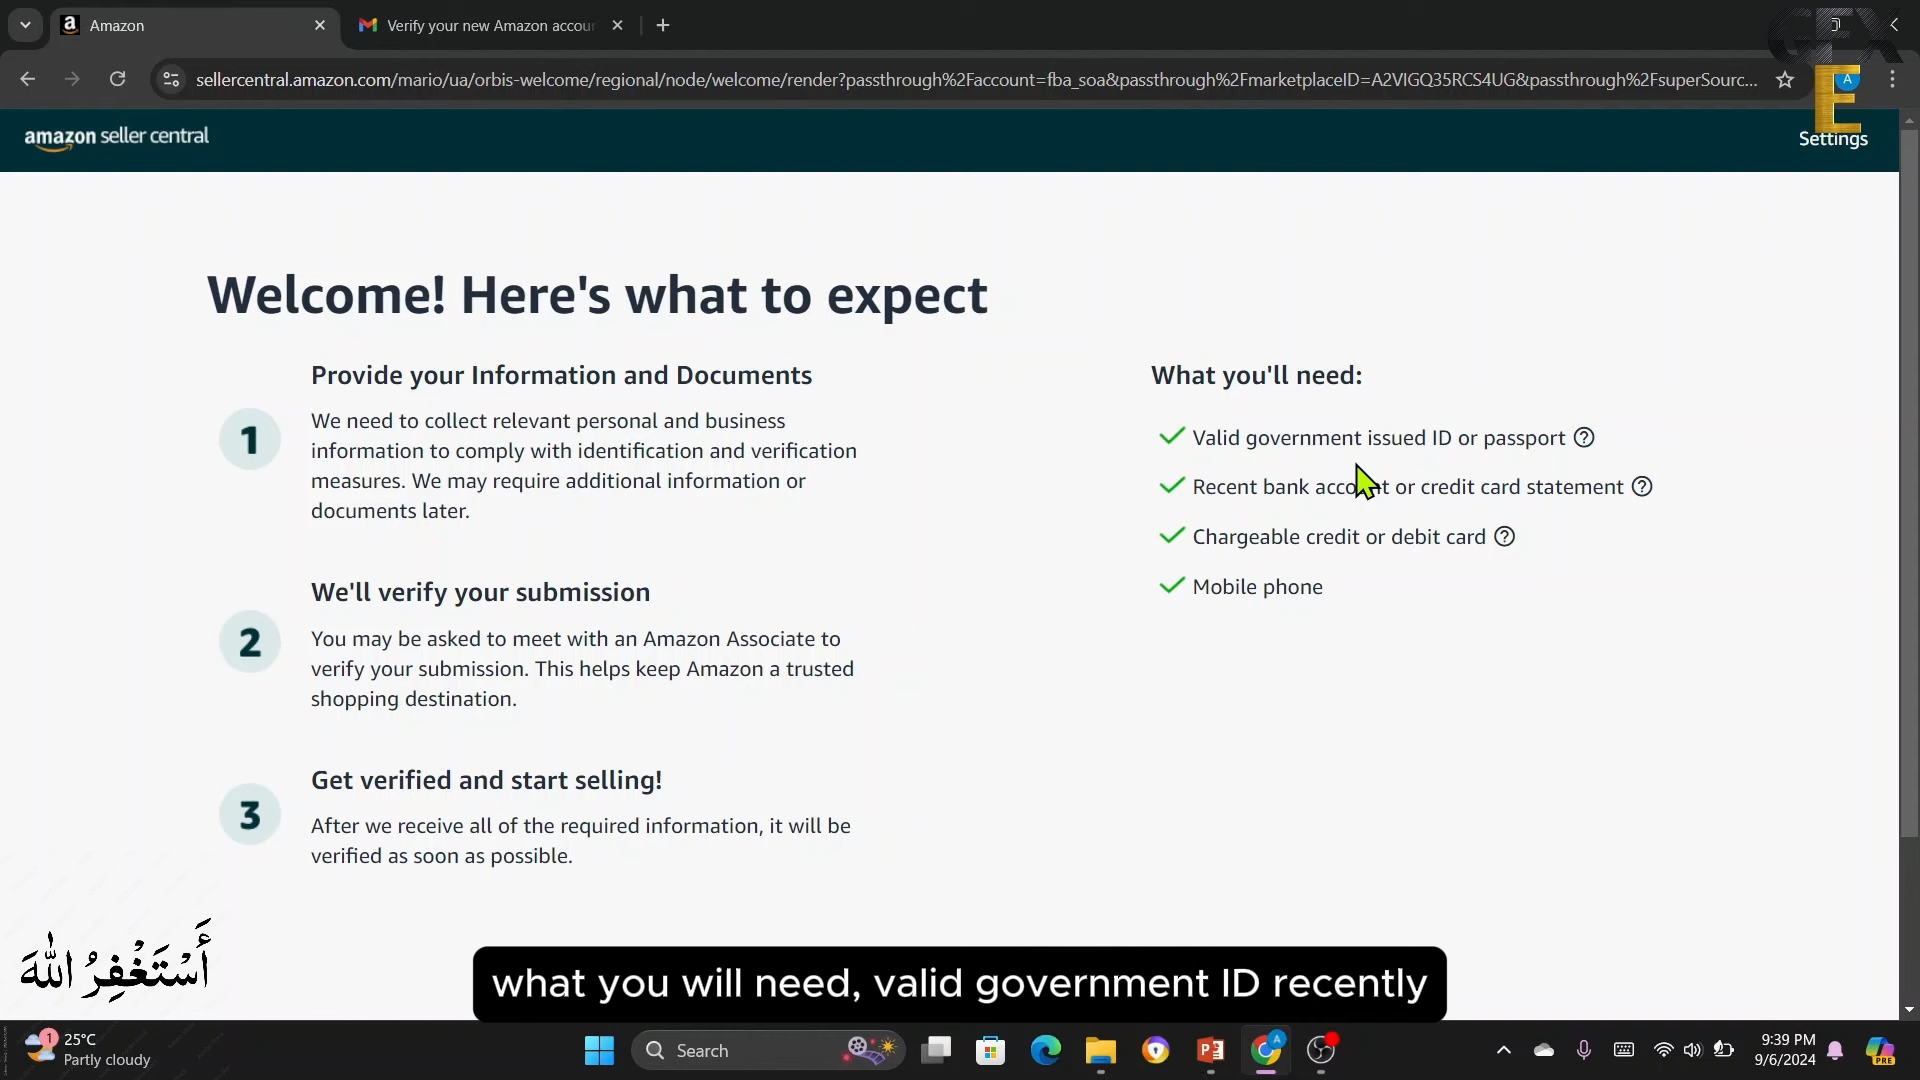 Amazon
Verify your new Amazon accou
sellercentral.amazon.com/mario/ua/orbis-welcome/regional/node/welcome/render?passthrough%2Faccount=fba_soa&passthrough%2FmarketplaceID=A2VIGQ35RCS4UG&passthrough%2FsuperSourc...
GFX
E
A
amazon seller central
Settings
Welcome! Here's what to expect
1
Provide your Information and Documents
We need to collect relevant personal and business
information to comply with identification and verification
measures. We may require additional information or
documents later.
2
We'll verify your submission
You may be asked to meet with an Amazon Associate to
verify your submission. This helps keep Amazon a trusted
shopping destination.
3
Get verified and start selling!
After we receive all of the required information, it will be
verified as soon as possible.
What you'll need:
Valid government issued ID or passport
Recent bank account or credit card statement
Chargeable credit or debit card
Mobile phone
أَسْتَغْفِرُ اللهَ
what you will need, valid government ID recently
1
25°C
Partly cloudy
Search
A
9:39 PM
9/6/2024
PRE